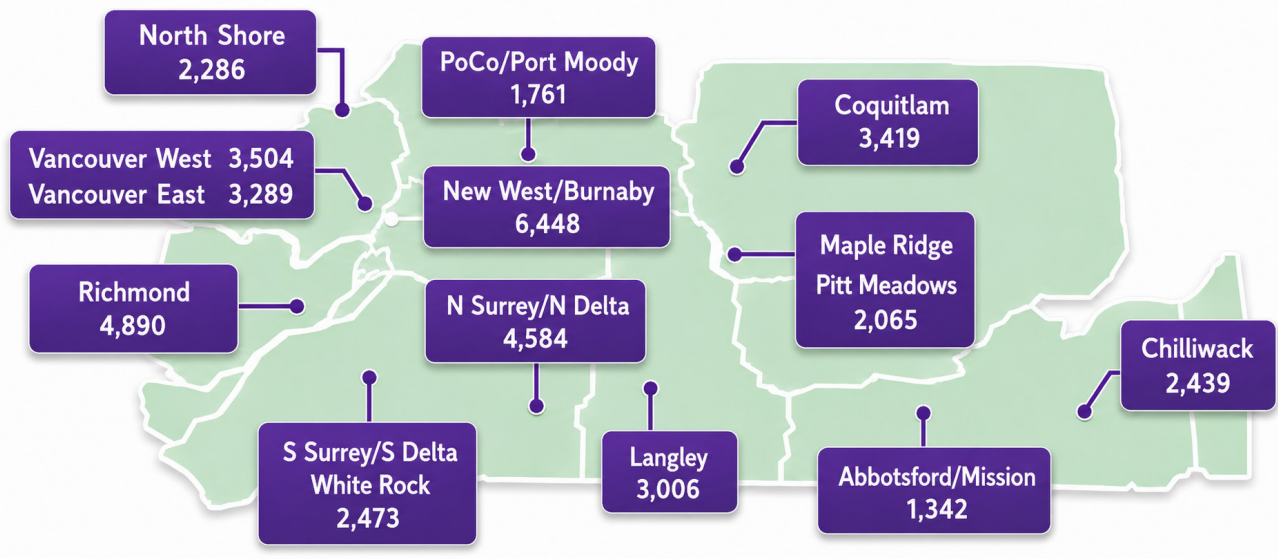 North Shore
2,286
PoCo/Port Moody
1,761
Coquitlam
3,419
Vancouver West 3,504
Vancouver East 3,289
New West/Burnaby
6,448
Maple Ridge
Pitt Meadows
2,065
Richmond
4,890
N Surrey/N Delta
4,584
Chilliwack
2,439
S Surrey/S Delta
White Rock
2,473
Langley
3,006
Abbotsford/Mission
1,342